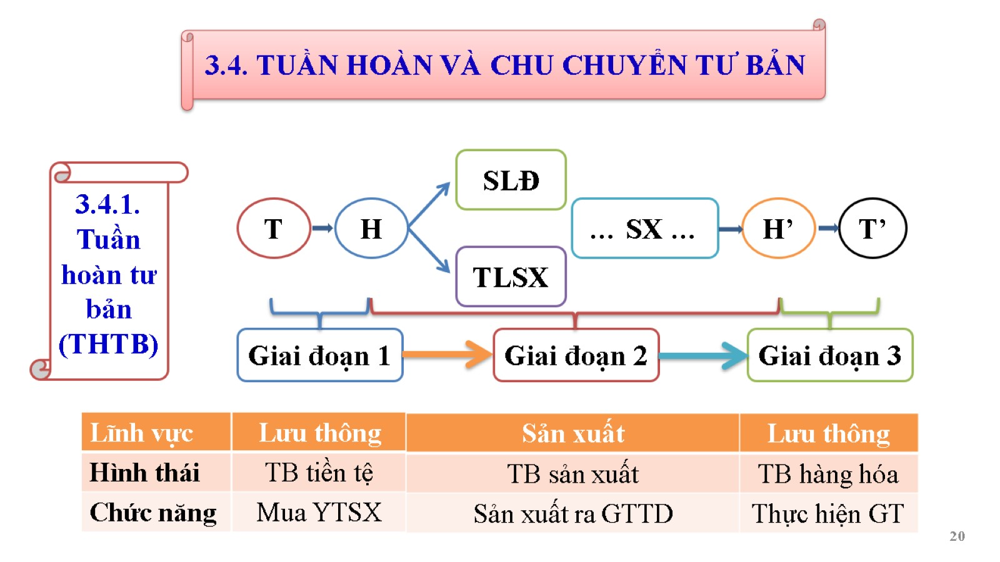 3.4. TUẦN HOÀN VÀ CHU CHUYỂN TƯ BẢN
3.4.1.
Tuần
hoàn tư
bản
(THTB)
T
H
SLĐ
TLSX
... SX ...
H’
T’
Giai đoạn 1
Giai đoạn 2
Giai đoạn 3
Lĩnh vực Lưu thông Sản xuất Lưu thông
Hình thái TB tiền tệ TB sản xuất TB hàng hóa
Chức năng Mua YTSX Sản xuất ra GTTD Thực hiện GT
20